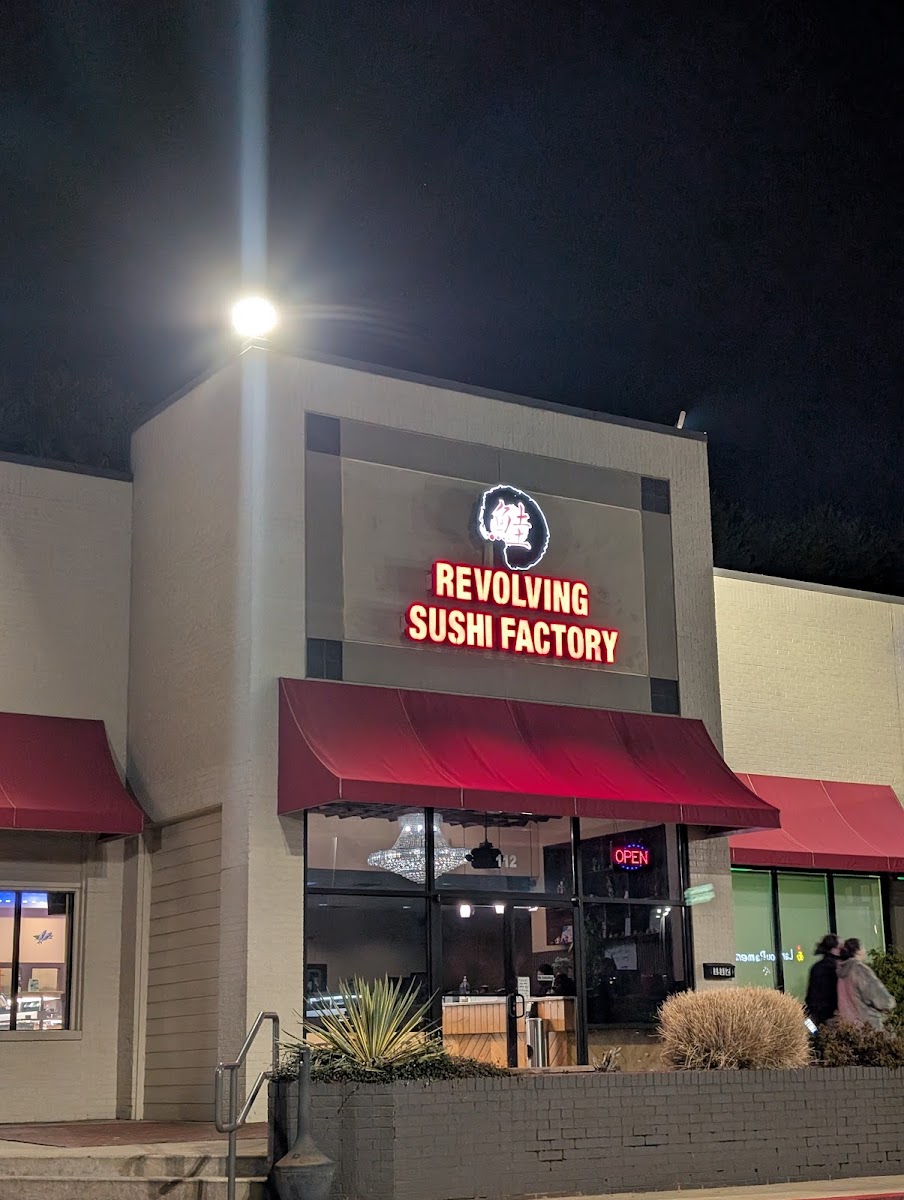 鮭
REVOLVING
SUSHI FACTORY
112
OPEN